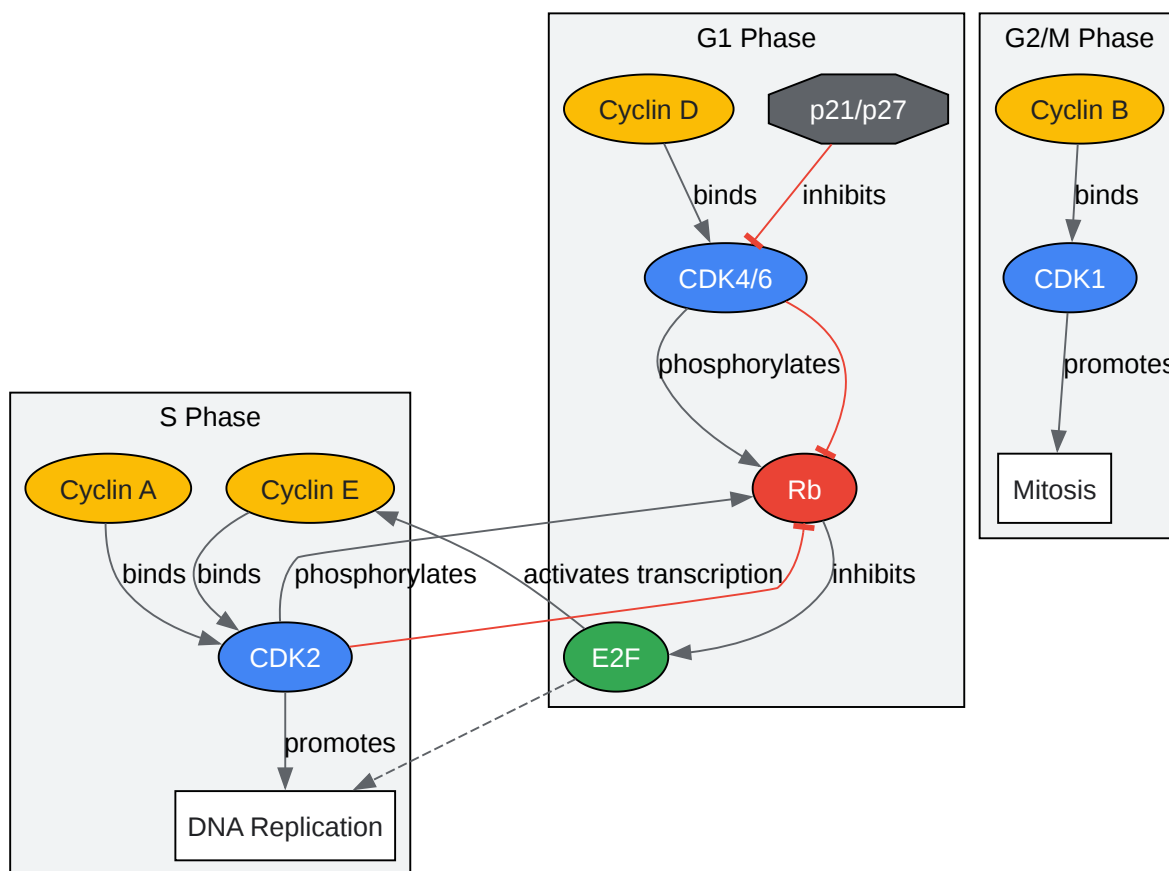 G1 Phase
G2/M Phase
Cyclin D
p21/p27
Cyclin B
binds
inhibits
binds
CDK4/6
CDK1
phosphorylates
promotes
S Phase
Cyclin A
Cyclin E
Rb
Mitosis
binds
binds
phosphorylates
activates transcription
inhibits
CDK2
E2F
promotes
DNA Replication